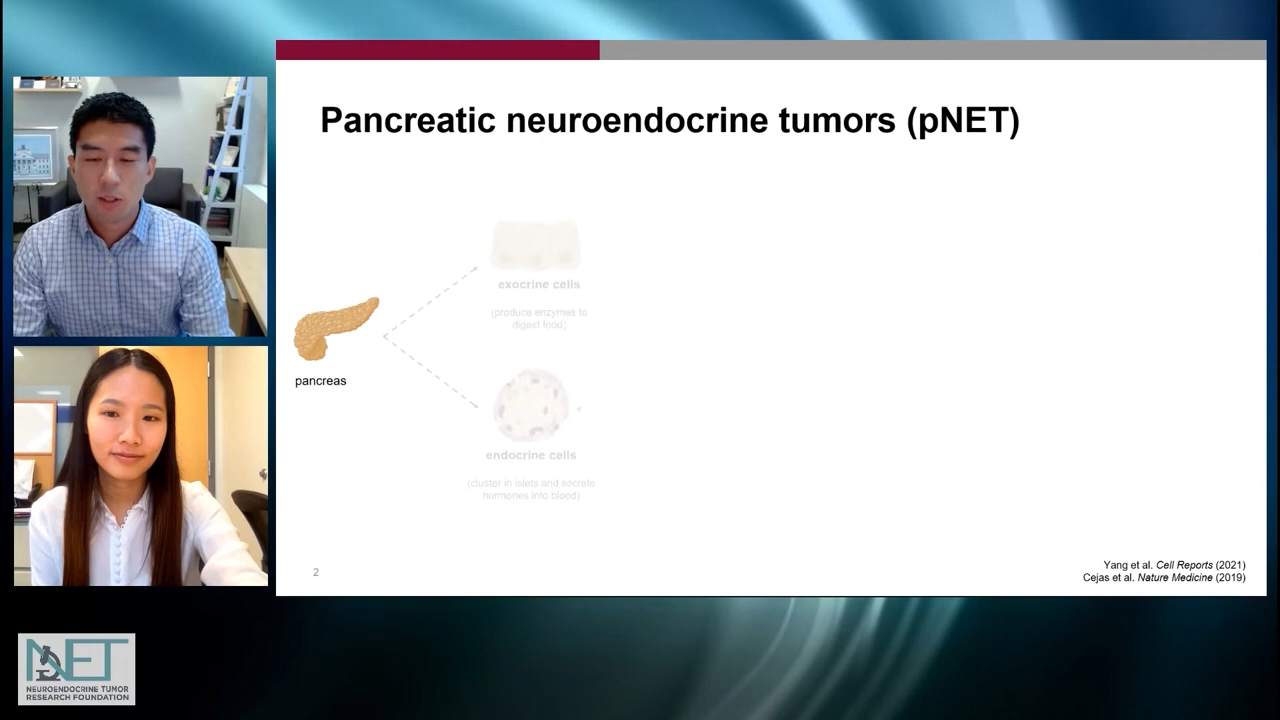 Pancreatic neuroendocrine tumors (pNET)
exocrine cells
(produce enzymes to
digest food)
pancreas
endocrine cells
(cluster in islets and secrete
hormones into blood)
2
Yang et al. Cell Reports (2021)
Cejas et al. Nature Medicine (2019)
NET
NEUROENDOCRINE TUMOR
RESEARCH FOUNDATION